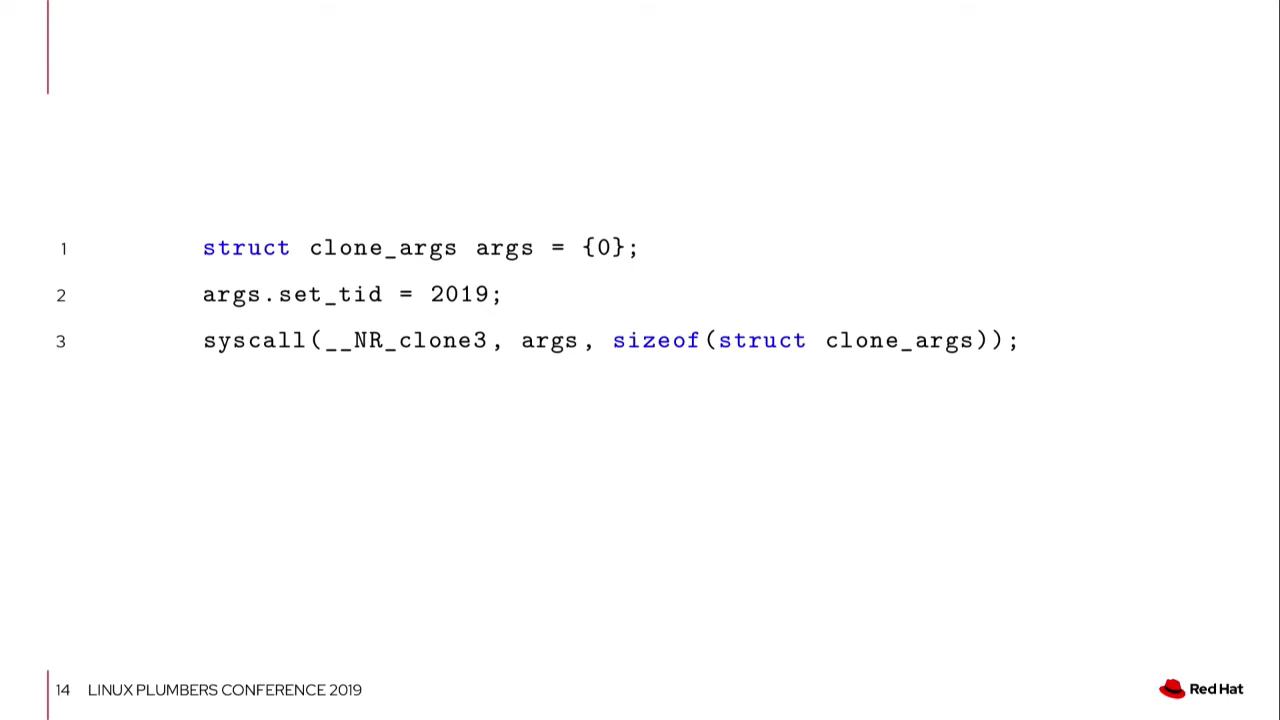 1 struct clone_args args = {0};
2 args.set_tid = 2019;
3 syscall(__NR_clone3, args, sizeof(struct clone_args));
14 LINUX PLUMBERS CONFERENCE 2019
Red Hat